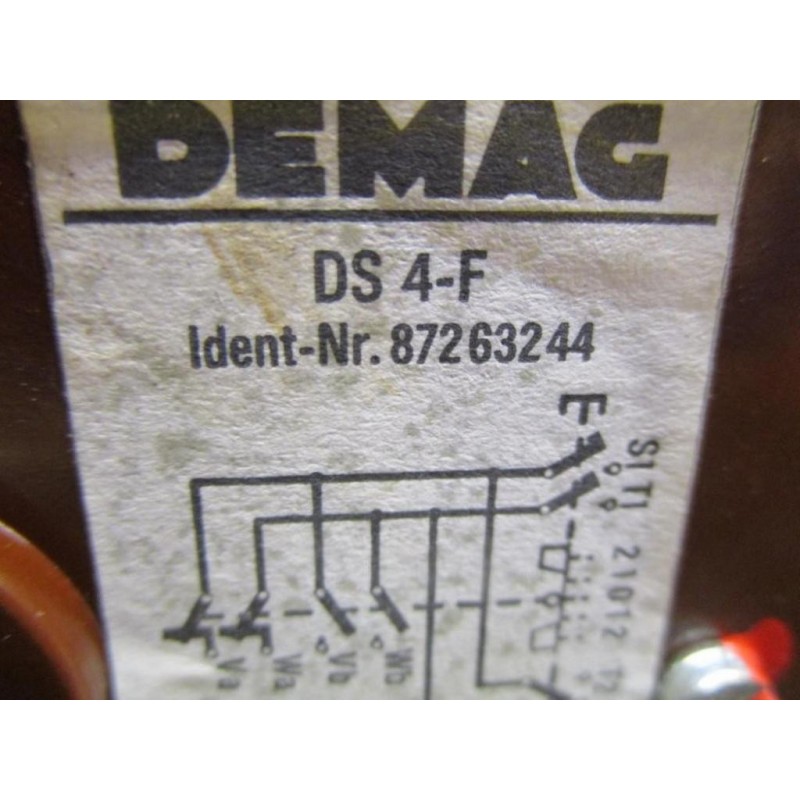 DEMAG
DS 4-F
Ident-Nr. 87263244
S1 T1 21012
Va
Wa
Vb
Wb